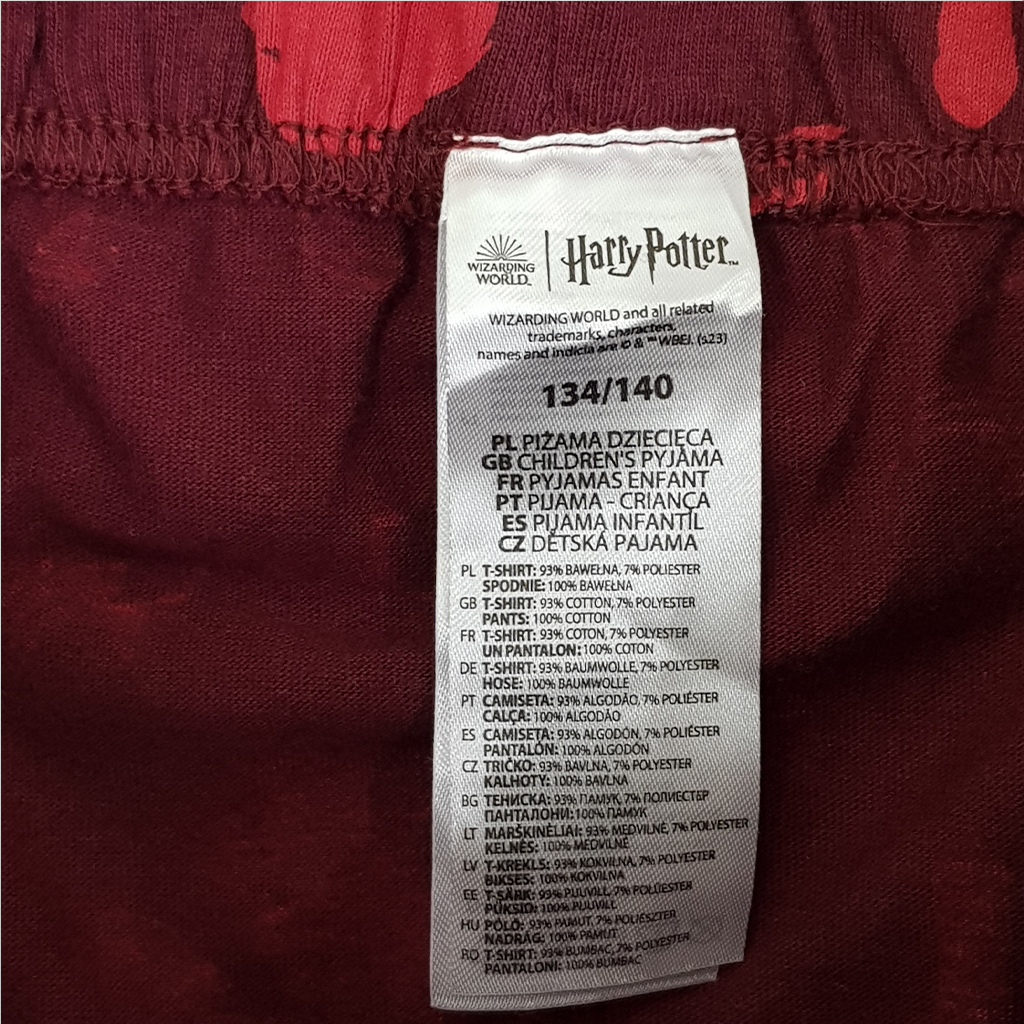 WIZARDING
WORLD
Harry Potter™
WIZARDING WORLD and all related
trademarks, characters,
names and indicia are © & ™ WBEI. (s23)
134/140
PL PIŻAMA DZIECIĘCA
GB CHILDREN'S PYJAMA
FR PYJAMAS ENFANT
PT PIJAMA - CRIANÇA
ES PIJAMA INFANTIL
CZ DĚTSKÁ PAJAMA
PL T-SHIRT: 93% BAWEŁNA, 7% POLIESTER
SPODNIE: 100% BAWEŁNA
GB T-SHIRT: 93% COTTON, 7% POLYESTER
PANTS: 100% COTTON
FR T-SHIRT: 93% COTON, 7% POLYESTER
UN PANTALON: 100% COTON
DE T-SHIRT: 93% BAUMWOLLE, 7% POLYESTER
HOSE: 100% BAUMWOLLE
PT CAMISETA: 93% ALGODÃO, 7% POLIÉSTER
CALÇA: 100% ALGODÃO
ES CAMISETA: 93% ALGODÓN, 7% POLIÉSTER
PANTALÓN: 100% ALGODÓN
CZ TRIČKO: 93% BAVLNA, 7% POLYESTER
KALHOTY: 100% BAVLNA
BG ТЕНИСКА: 93% ПАМУК, 7% ПОЛИЕСТЕР
ПАНТАЛОНИ: 100% ПАМУК
LT MARŠKINĖLIAI: 93% MEDVILNĖ, 7% POLYESTER
KELNĖS: 100% MEDVILNĖ
LV T-KREKLS: 93% KOKVILNA, 7% POLYESTER
BIKSES: 100% KOKVILNA
EE T-SÄRK: 93% PUUVILL, 7% POLÜESTER
PÜKSID: 100% PUUVILL
HU PÓLÓ: 93% PAMUT, 7% POLIESZTER
NADRÁG: 100% PAMUT
RO T-SHIRT: 93% BUMBAC, 7% POLYESTER
PANTALONI: 100% BUMBAC